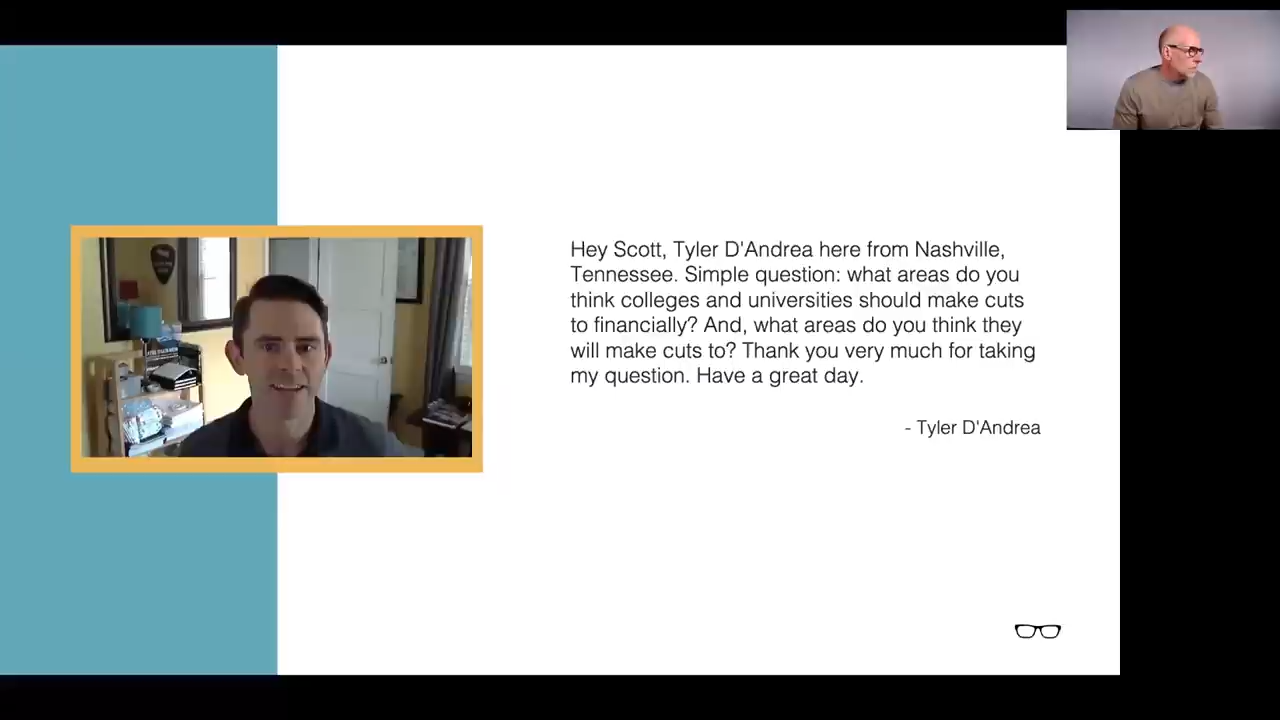 Hey Scott, Tyler D'Andrea here from Nashville,
Tennessee. Simple question: what areas do you
think colleges and universities should make cuts
to financially? And, what areas do you think they
will make cuts to? Thank you very much for taking
my question. Have a great day.
- Tyler D'Andrea